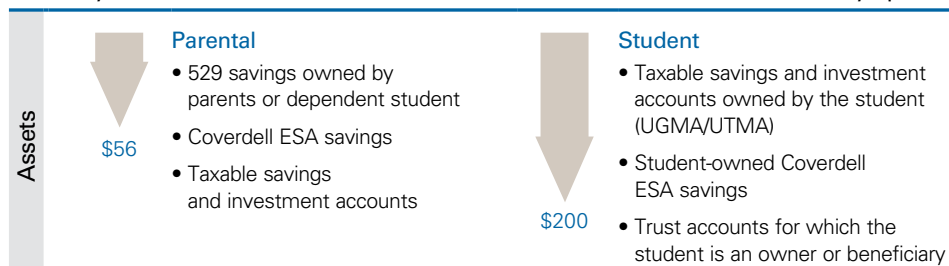 Assets
Parental
• 529 savings owned by
parents or dependent student
• Coverdell ESA savings
• Taxable savings
and investment accounts
$56
Student
• Taxable savings and investment
accounts owned by the student
(UGMA/UTMA)
• Student-owned Coverdell
ESA savings
• Trust accounts for which the
student is an owner or beneficiary
$200